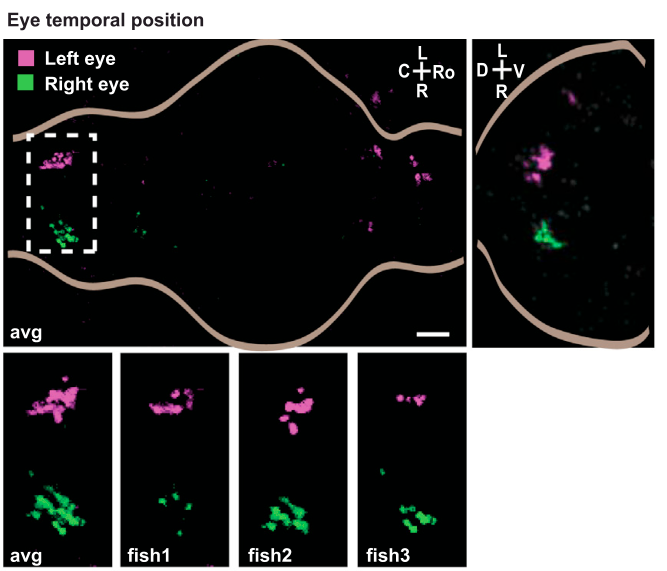 Eye temporal position
Left eye
Right eye
L
C Ro
R
L
D V
R
avg
avg
fish1
fish2
fish3